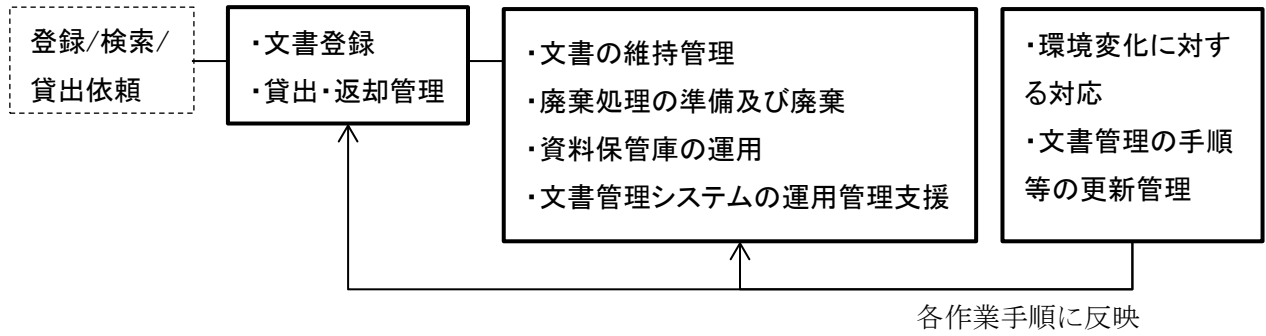 登録/検索/
貸出依頼
・文書登録
・貸出・返却管理
・文書の維持管理
・廃棄処理の準備及び廃棄
・資料保管庫の運用
・文書管理システムの運用管理支援
・環境変化に対す
る対応
・文書管理の手順
等の更新管理
各作業手順に反映